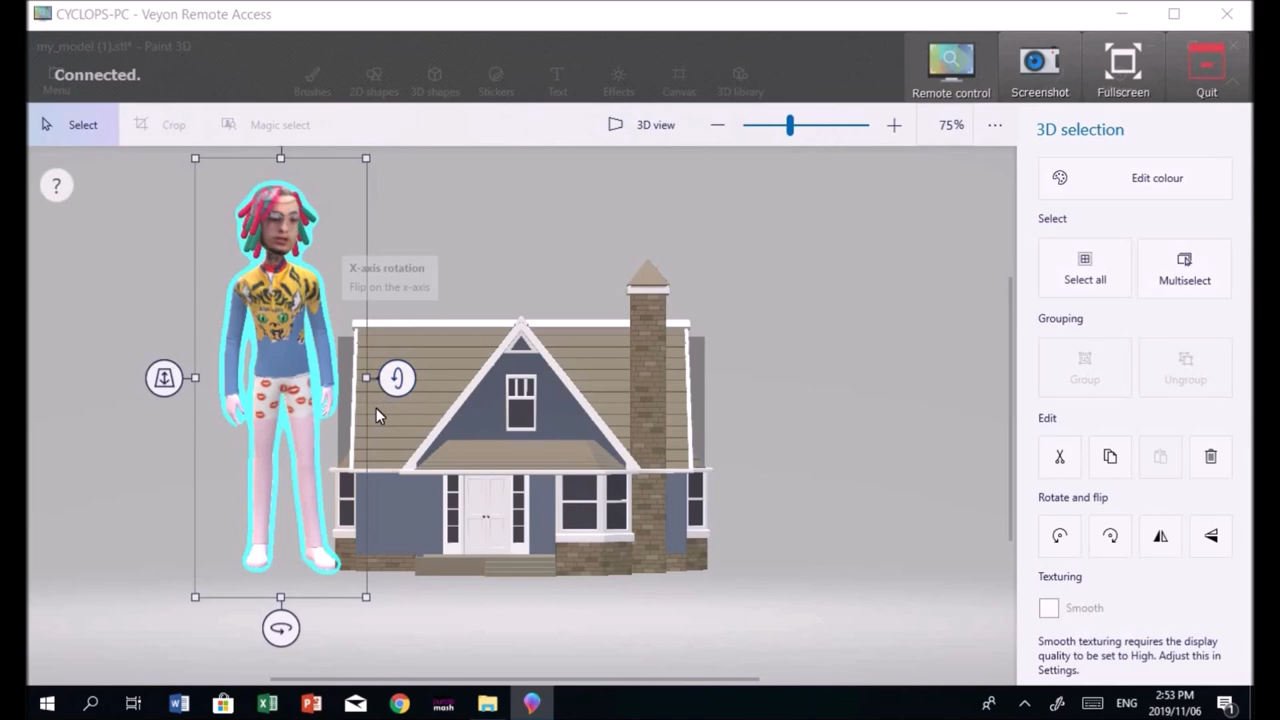 CYCLOPS-PC - Veyon Remote Access
my_model (1).stl* - Paint 3D
Connected.
Menu
Brushes
2D shapes
3D shapes
Stickers
Text
Effects
Canvas
3D library
Remote control
Screenshot
Fullscreen
Quit
Select
Crop
Magic select
3D view
75%
3D selection
Edit colour
Select
Select all
Multiselect
Grouping
Group
Ungroup
Edit
Rotate and flip
Texturing
Smooth
Smooth texturing requires the display
quality to be set to High. Adjust this in
Settings.
?
X-axis rotation
Flip on the x-axis
mash
ENG
2:53 PM
2019/11/06
1